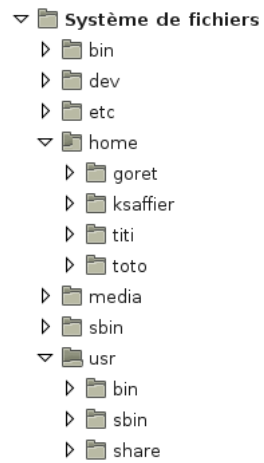 Système de fichiers
bin
dev
etc
home
goret
ksaffier
titi
toto
media
sbin
usr
bin
sbin
share